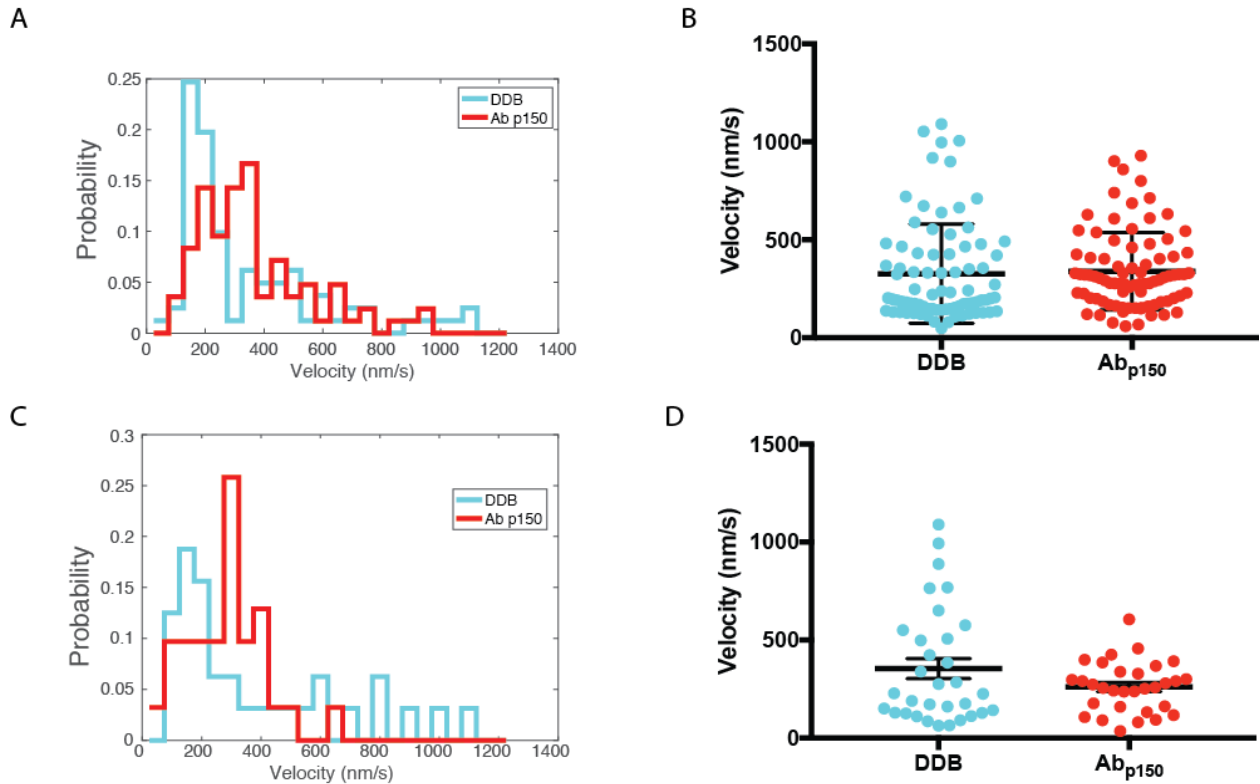 A
0.25
0.2
0.15
0.1
0.05
0
Probability
0 200 400 600 800 1000 1200 1400
Velocity (nm/s)
DDB
Ab p150
B
1500
1000
500
0
Velocity (nm/s)
DDB
Abp150
C
0.3
0.25
0.2
0.15
0.1
0.05
0
Probability
200 400 600 800 1000 1200 1400
Velocity (nm/s)
DDB
Ab p150
D
1500
1000
500
0
Velocity (nm/s)
DDB
Abp150